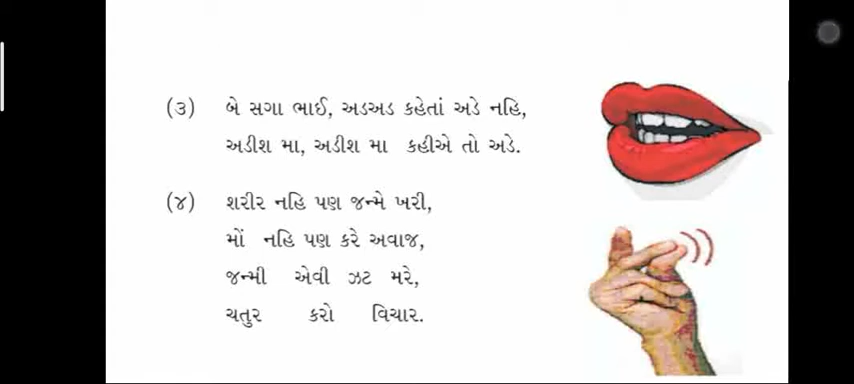 (૩) બે સગા ભાઈ, અડઅડ કહેતાં અડે નહિ,
અડીશ મા, અડીશ મા કહીએ તો અડે.
(૪) શરીર નહિ પણ જન્મે ખરી,
મોં નહિ પણ કરે અવાજ,
જન્મી એવી ઝટ મરે,
ચતુર કરો વિચાર.